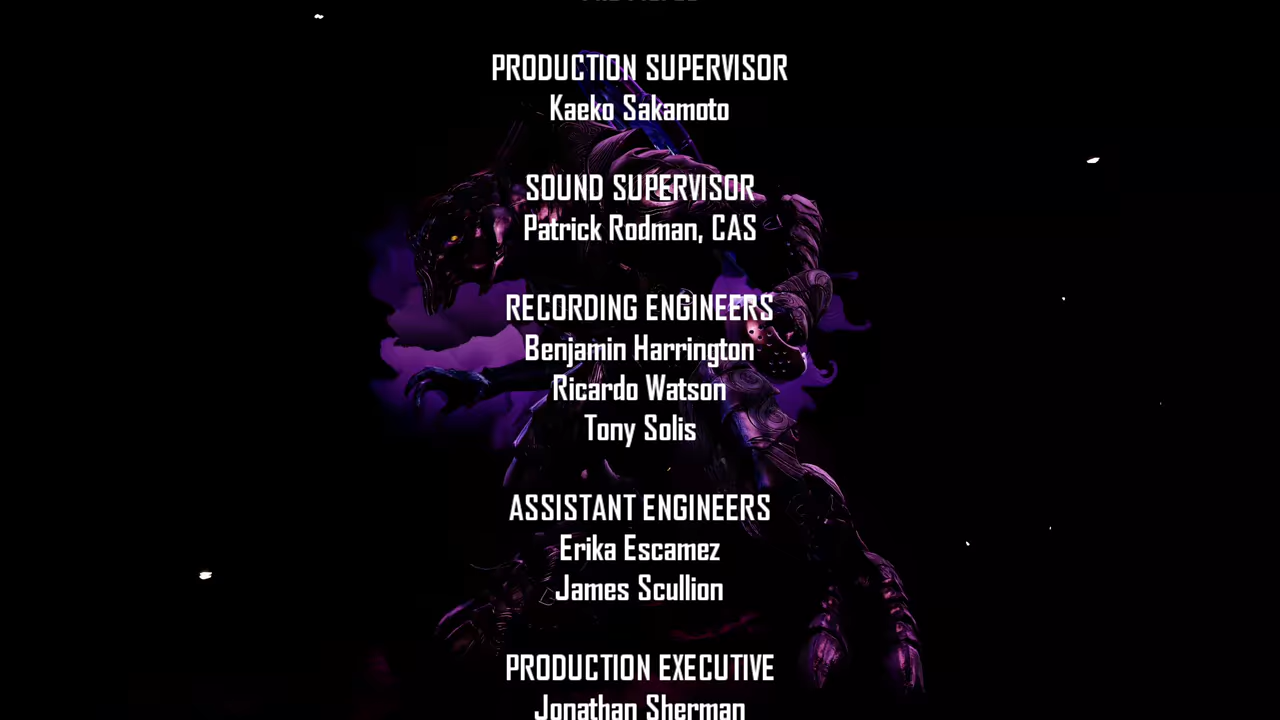 PRODUCTION SUPERVISOR
Kaeko Sakamoto
SOUND SUPERVISOR
Patrick Rodman, CAS
RECORDING ENGINEERS
Benjamin Harrington
Ricardo Watson
Tony Solis
ASSISTANT ENGINEERS
Erika Escamez
James Scullion
PRODUCTION EXECUTIVE
Jonathan Sherman